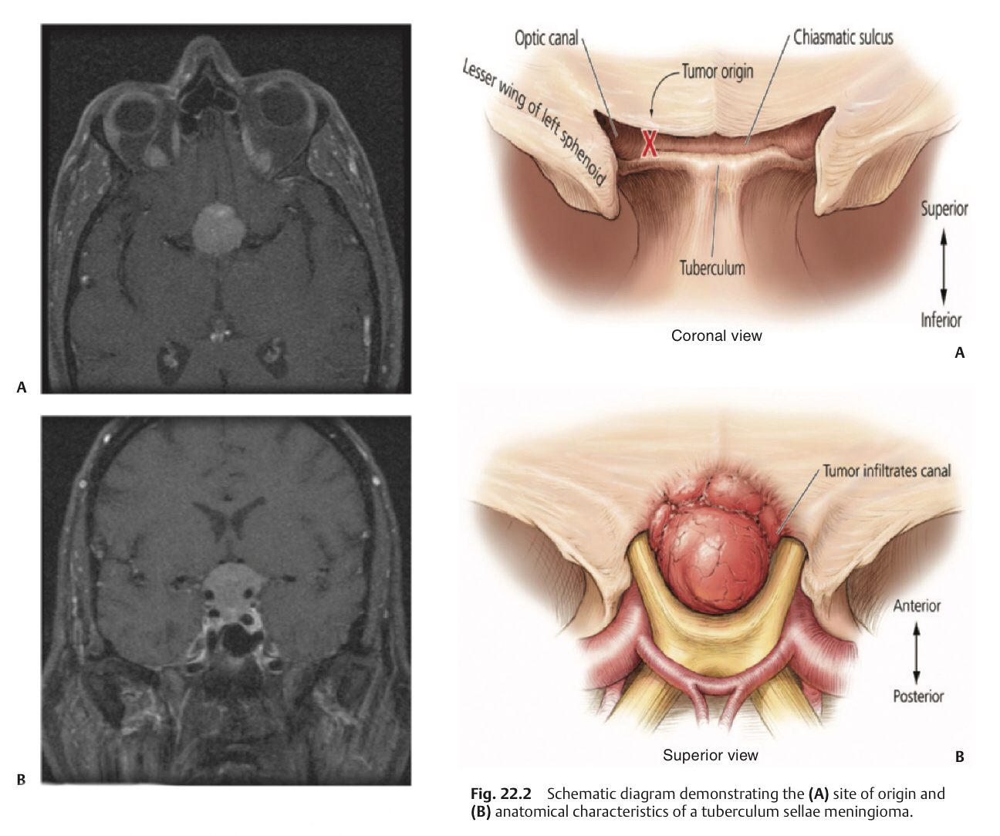 A
B
Optic canal
Chiasmatic sulcus
Lesser wing of left sphenoid
Tumor origin
X
Superior
Tuberculum
Inferior
Coronal view
A
Tumor infiltrates canal
Anterior
Posterior
Superior view
B
Fig. 22.2 Schematic diagram demonstrating the (A) site of origin and
(B) anatomical characteristics of a tuberculum sellae meningioma.